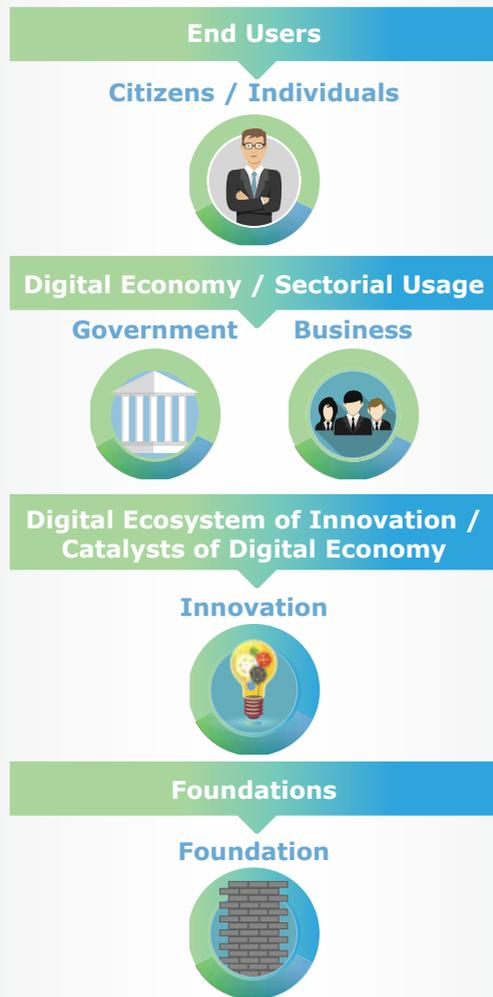 End Users
Citizens / Individuals
Digital Economy / Sectorial Usage
Government
Business
Digital Ecosystem of Innovation /
Catalysts of Digital Economy
Innovation
Foundations
Foundation